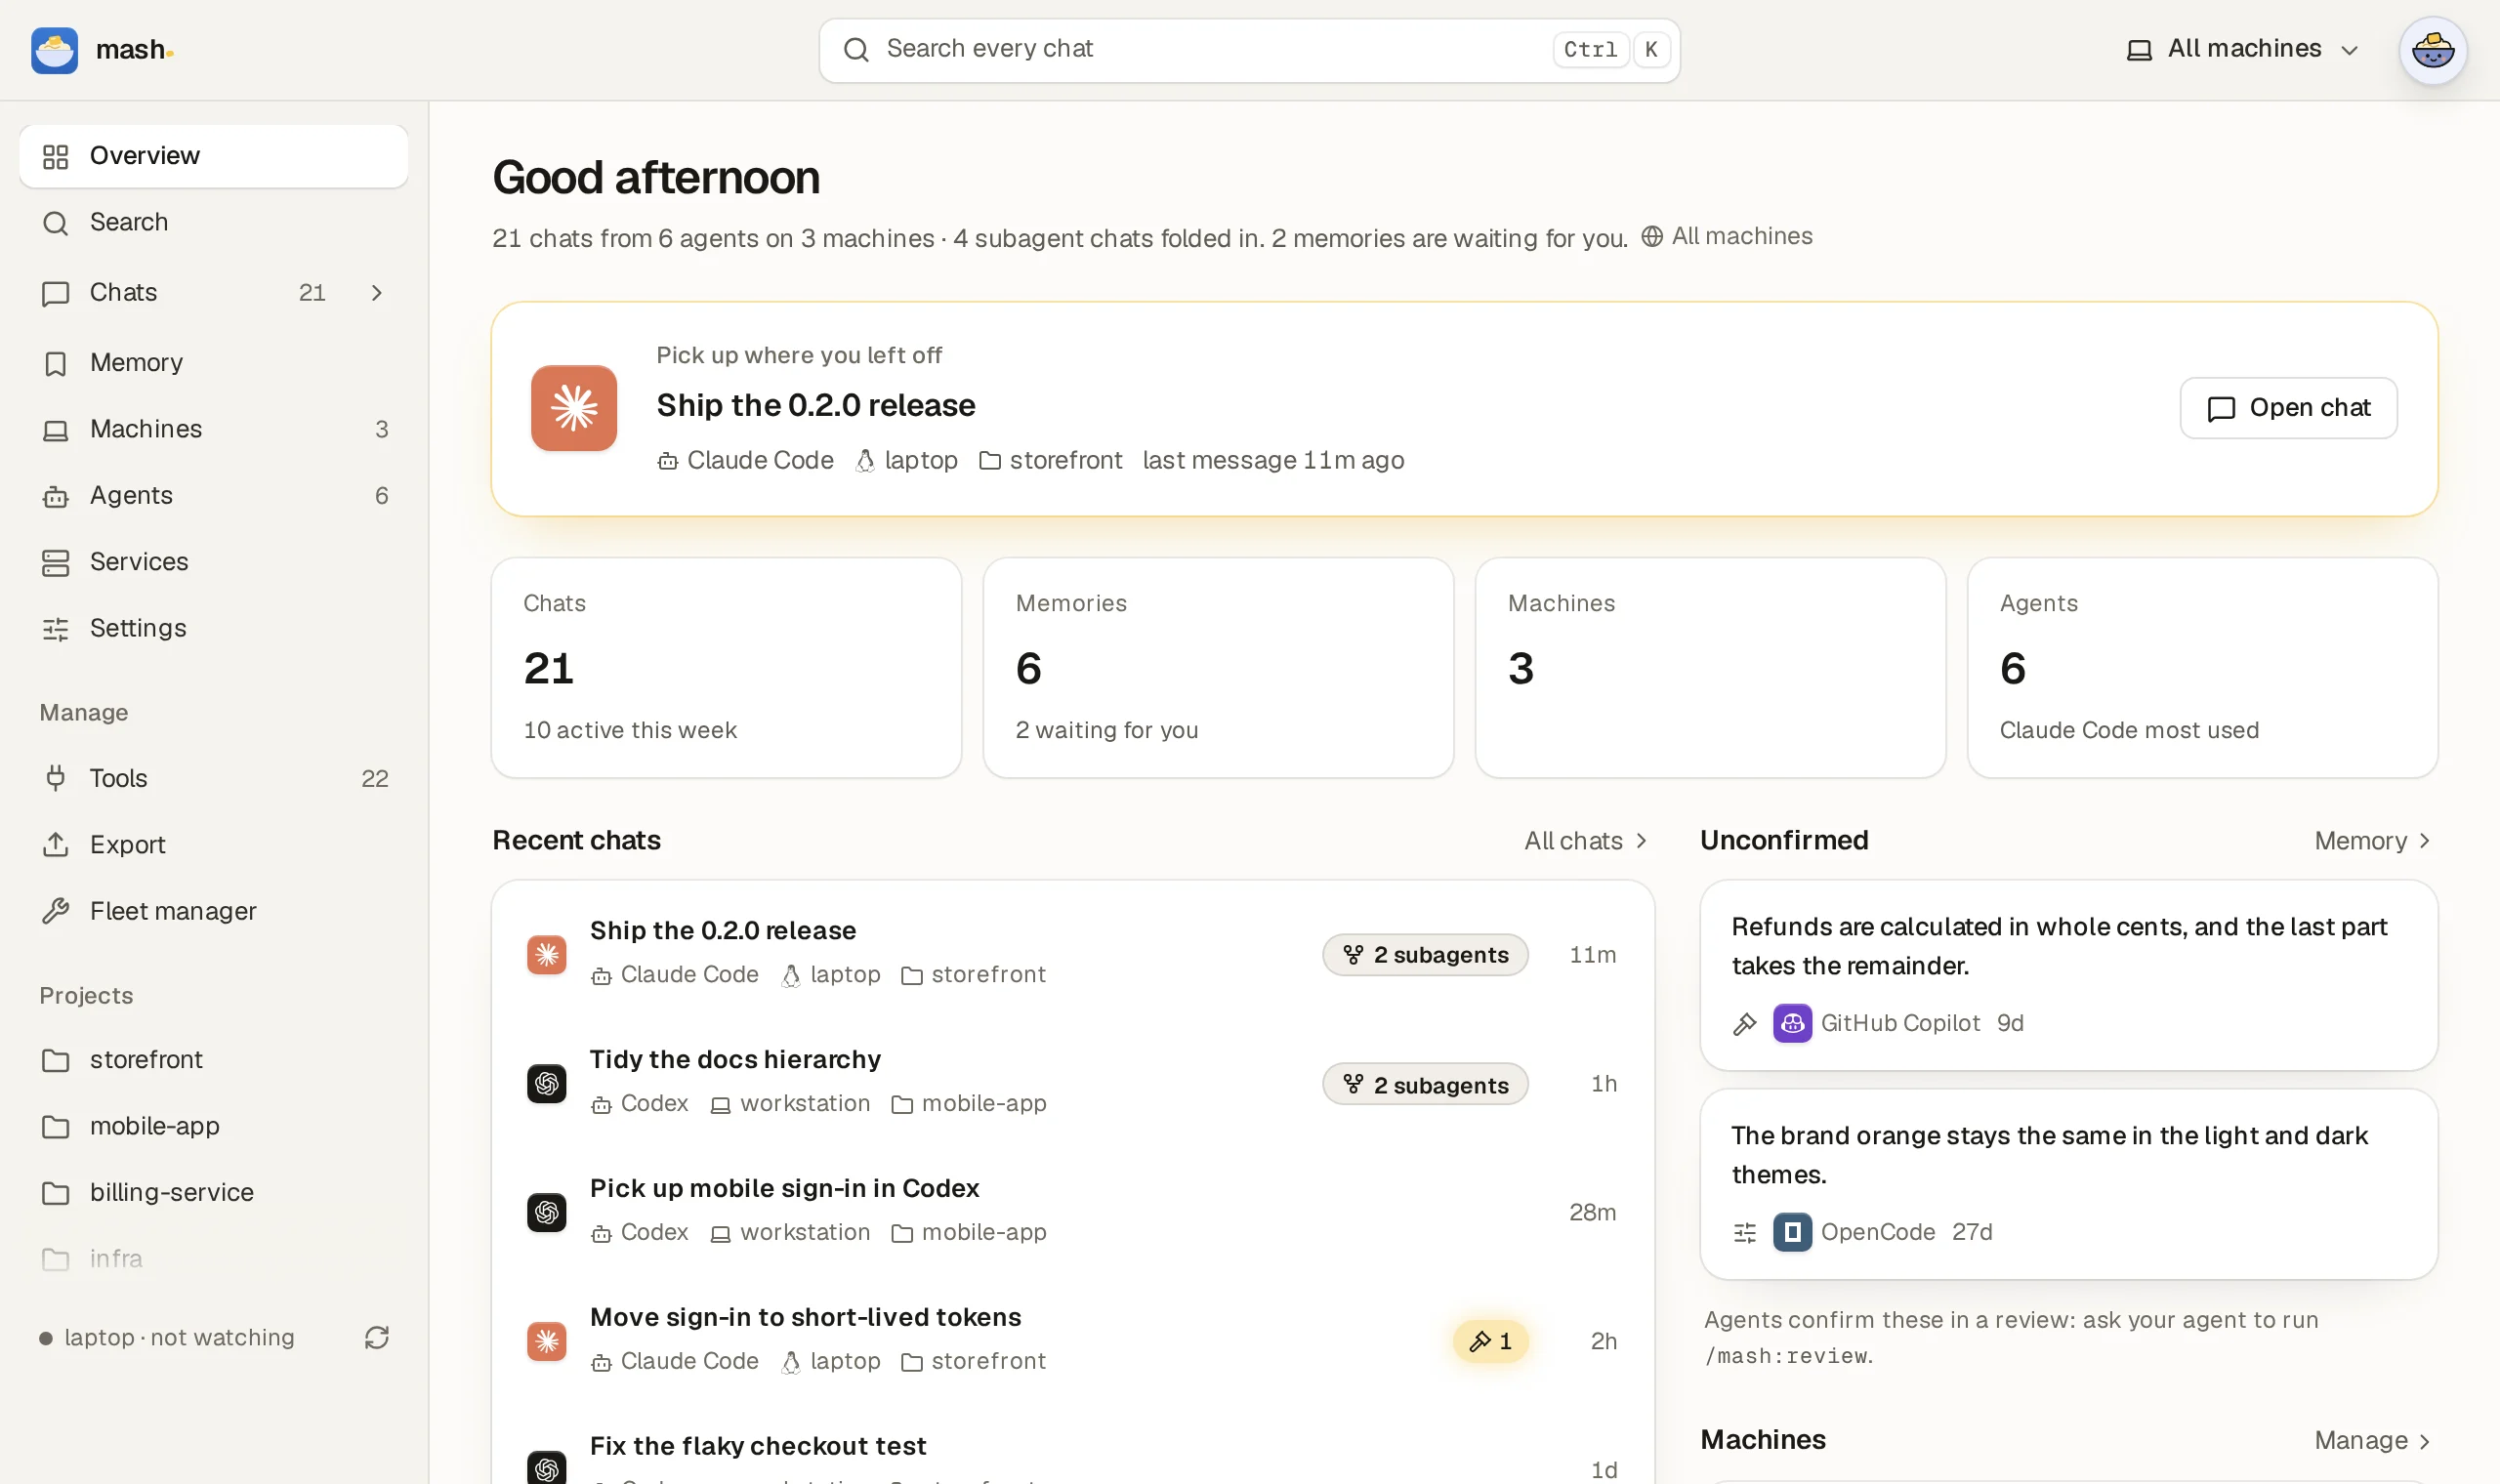 mash.
Search every chat
Ctrl K
All machines
Overview
Search
Chats 21
Memory
Machines 3
Agents 6
Services
Settings
Manage
Tools 22
Export
Fleet manager
Projects
storefront
mobile-app
billing-service
infra
laptop · not watching
Good afternoon
21 chats from 6 agents on 3 machines · 4 subagent chats folded in. 2 memories are waiting for you. All machines
Pick up where you left off
Ship the 0.2.0 release
Claude Code laptop storefront last message 11m ago
Open chat
Chats
21
10 active this week
Memories
6
2 waiting for you
Machines
3
Agents
6
Claude Code most used
Recent chats
All chats
Ship the 0.2.0 release
Claude Code laptop storefront
2 subagents 11m
Tidy the docs hierarchy
Codex workstation mobile-app
2 subagents 1h
Pick up mobile sign-in in Codex
Codex workstation mobile-app
28m
Move sign-in to short-lived tokens
Claude Code laptop storefront
1 2h
Fix the flaky checkout test
1d
Unconfirmed
Memory
Refunds are calculated in whole cents, and the last part
takes the remainder.
GitHub Copilot 9d
The brand orange stays the same in the light and dark
themes.
OpenCode 27d
Agents confirm these in a review: ask your agent to run
/mash:review.
Machines
Manage